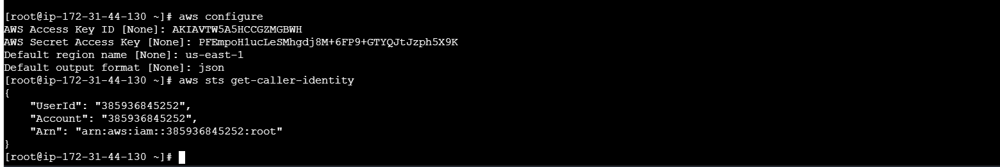 [root@ip-172-31-44-130 ~]# aws configure
AWS Access Key ID [None]: AKIAVTW5A5HCCGZMGBWH
AWS Secret Access Key [None]: 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
Default region name [None]: us-east-1
Default output format [None]: json
[root@ip-172-31-44-130 ~]# aws sts get-caller-identity
{
    "UserId": "385936845252",
    "Account": "385936845252",
    "Arn": "arn:aws:iam::385936845252:root"
}
[root@ip-172-31-44-130 ~]#